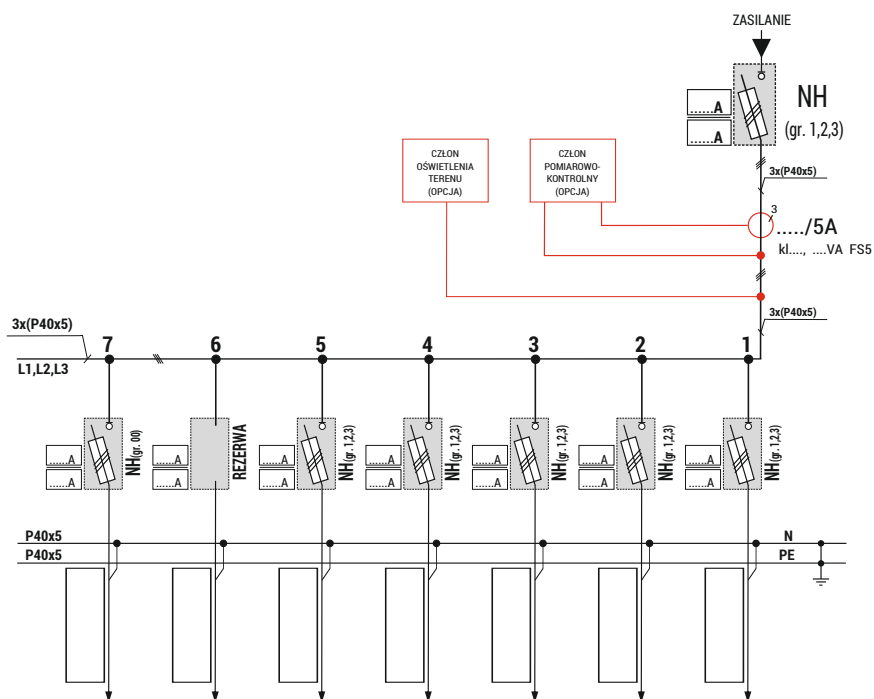 ZASILANIE
......A
......A
NH
(gr. 1,2,3)
3x(P40x5)
CZŁON
OŚWIETLENIA
TERENU
(OPCJA)
CZŁON
POMIAROWO-
KONTROLNY
(OPCJA)
3
...../5A
kl...., ....VA FS5
3x(P40x5)
3x(P40x5)
L1,L2,L3
7
6
5
4
3
2
1
......A
......A
NH(gr. 00)
......A
......A
REZERWA
......A
......A
NH(gr. 1,2,3)
......A
......A
NH(gr. 1,2,3)
......A
......A
NH(gr. 1,2,3)
......A
......A
NH(gr. 1,2,3)
......A
......A
NH(gr. 1,2,3)
P40x5
N
P40x5
PE